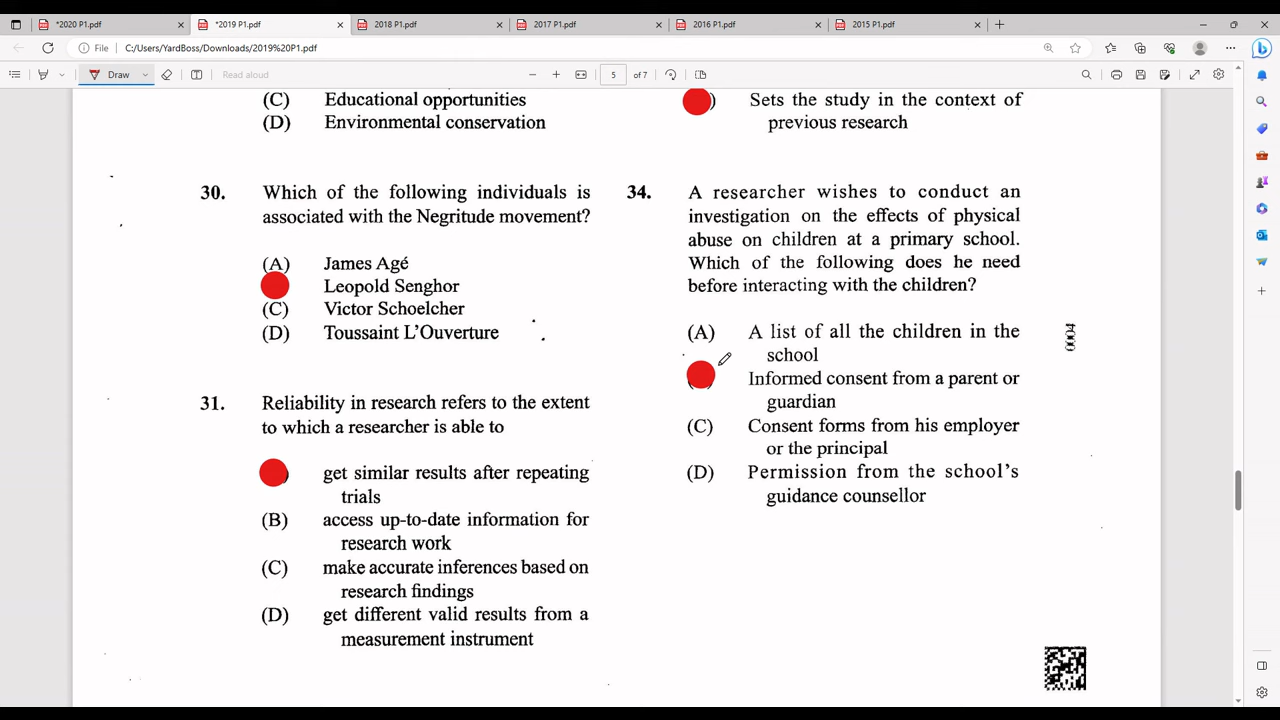 *2020 P1.pdf
*2019 P1.pdf
2018 P1.pdf
2017 P1.pdf
2016 P1.pdf
2015 P1.pdf
File C:/Users/YardBoss/Downloads/2019%20P1.pdf
Draw
Read aloud
5 of 7
(C) Educational opportunities
(D) Environmental conservation
30. Which of the following individuals is
associated with the Negritude movement?
(A) James Agé
Leopold Senghor
(C) Victor Schoelcher
(D) Toussaint L'Ouverture
31. Reliability in research refers to the extent
to which a researcher is able to
) get similar results after repeating
trials
(B) access up-to-date information for
research work
(C) make accurate inferences based on
research findings
(D) get different valid results from a
measurement instrument
) Sets the study in the context of
previous research
34. A researcher wishes to conduct an
investigation on the effects of physical
abuse on children at a primary school.
Which of the following does he need
before interacting with the children?
(A) A list of all the children in the
school
Informed consent from a parent or
guardian
(C) Consent forms from his employer
or the principal
(D) Permission from the school's
guidance counsellor
0004